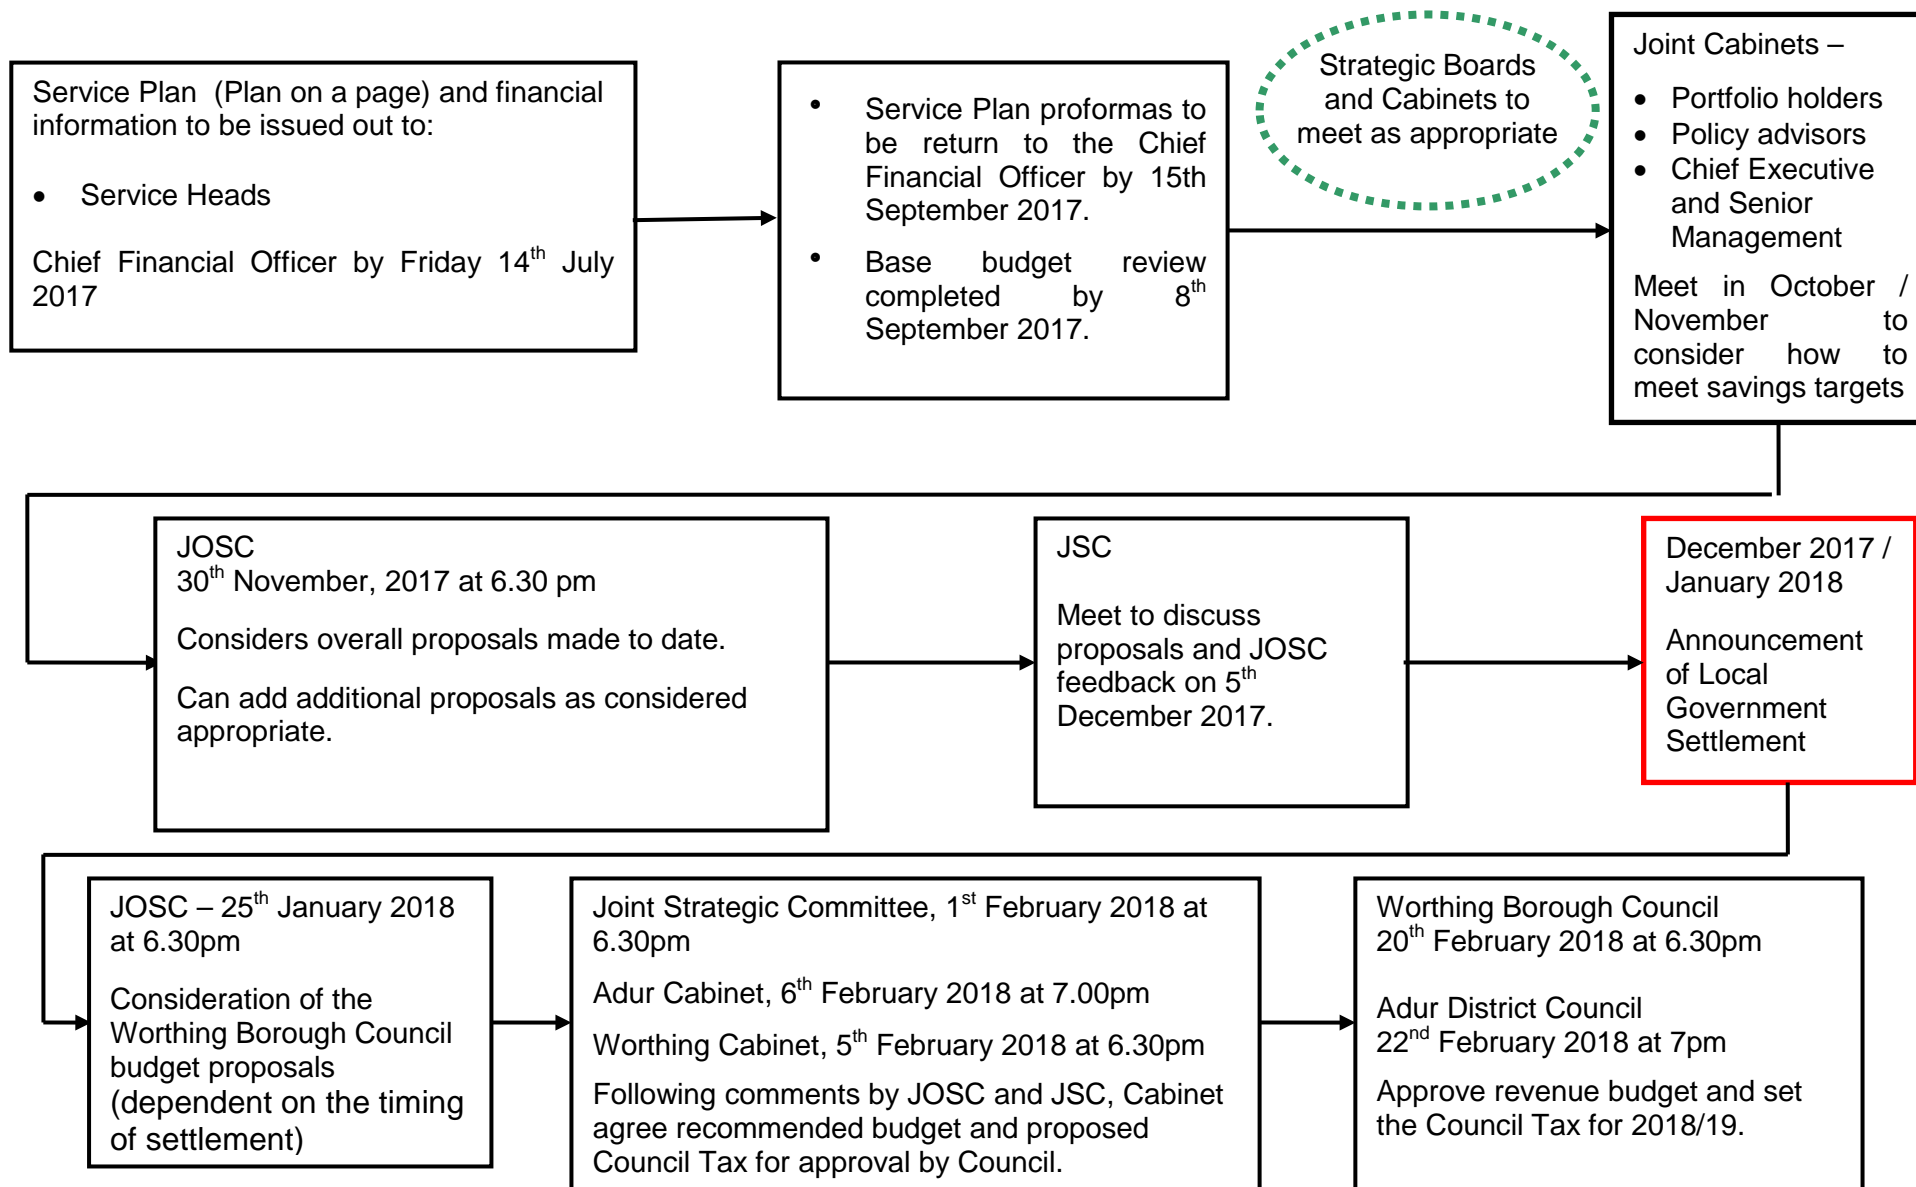 Service Plan (Plan on a page) and financial
information to be issued out to:
• Service Heads
Chief Financial Officer by Friday 14th July
2017
• Service Plan proformas to
be return to the Chief
Financial Officer by 15th
September 2017.
• Base budget review
completed by 8th
September 2017.
Strategic Boards
and Cabinets to
meet as appropriate
Joint Cabinets –
• Portfolio holders
• Policy advisors
• Chief Executive
and Senior
Management
Meet in October /
November to
consider how to
meet savings targets
JOSC
30th November, 2017 at 6.30 pm
Considers overall proposals made to date.
Can add additional proposals as considered
appropriate.
JSC
Meet to discuss
proposals and JOSC
feedback on 5th
December 2017.
December 2017 /
January 2018
Announcement
of Local
Government
Settlement
JOSC – 25th January 2018
at 6.30pm
Consideration of the
Worthing Borough Council
budget proposals
(dependent on the timing
of settlement)
Joint Strategic Committee, 1st February 2018 at
6.30pm
Adur Cabinet, 6th February 2018 at 7.00pm
Worthing Cabinet, 5th February 2018 at 6.30pm
Following comments by JOSC and JSC, Cabinet
agree recommended budget and proposed
Council Tax for approval by Council.
Worthing Borough Council
20th February 2018 at 6.30pm
Adur District Council
22nd February 2018 at 7pm
Approve revenue budget and set
the Council Tax for 2018/19.